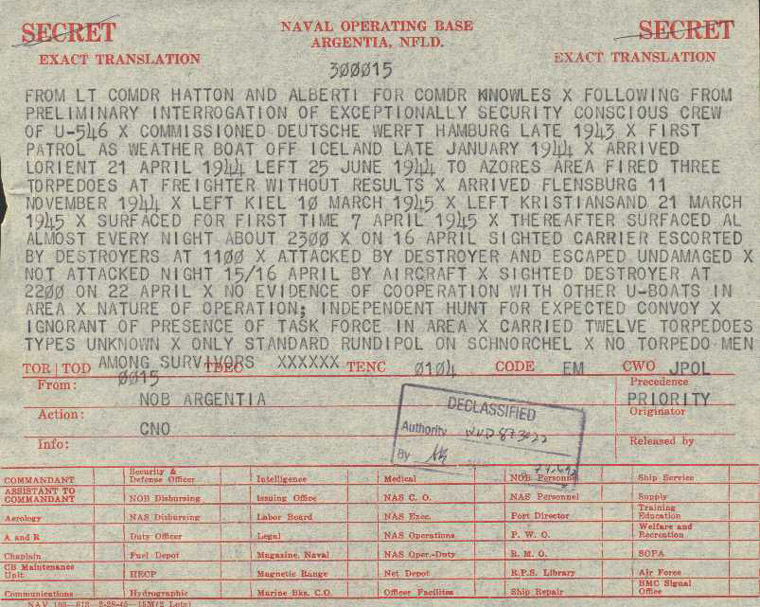 SECRET
NAVAL OPERATING BASE
SECRET
EXACT TRANSLATION
ARGENTIA, NFLD.
EXACT TRANSLATION
300015
FROM LT COMDR HATTON AND ALBERTI FOR COMDR KNOWLES X FOLLOWING FROM
PRELIMINARY INTERROGATION OF EXCEPTIONALLY SECURITY CONSCIOUS CREW
OF U-546 X COMMISSIONED DEUTSCHE WERFT HAMBURG LATE 1943 X FIRST
PATROL AS WEATHER BOAT OFF ICELAND LATE JANUARY 1944 X ARRIVED
LORIENT 21 APRIL 1944 LEFT 25 JUNE 1944 TO AZORES AREA FIRED THREE
TORPEDOES AT FREIGHTER WITHOUT RESULTS X ARRIVED FLENSBURG 11
NOVEMBER 1944 X LEFT KIEL 10 MARCH 1945 X LEFT KRISTIANSAND 21 MARCH
1945 X SURFACED FOR FIRST TIME 7 APRIL 1945 X THEREAFTER SURFACED AL
ALMOST EVERY NIGHT ABOUT 2300 X ON 16 APRIL SIGHTED CARRIER ESCORTED
BY DESTROYERS AT 1100 X ATTACKED BY DESTROYER AND ESCAPED UNDAMAGED X
NOT ATTACKED NIGHT 15/16 APRIL BY AIRCRAFT X SIGHTED DESTROYER AT
2200 ON 22 APRIL X NO EVIDENCE OF COOPERATION WITH OTHER U-BOATS IN
AREA X NATURE OF OPERATION; INDEPENDENT HUNT FOR EXPECTED CONVOY X
IGNORANT OF PRESENCE OF TASK FORCE IN AREA X CARRIED TWELVE TORPEDOES
TYPES UNKNOWN X ONLY STANDARD RUNDIPOL ON SCHNORCHEL X NO TORPEDO MEN
AMONG SURVIVORS XXXXXX
TOR TOD 0015 TDEC TENC 0104 CODE EM CWO JPOL
From: NOB ARGENTIA Precedence PRIORITY
Action: CNO Originator
Info: Released by
DECLASSIFIED
Authority NND 873022
By
COMMANDANT Security & Defense Officer Intelligence Medical NOB Personnel Ship Service
ASSISTANT TO COMMANDANT NOB Disbursing Issuing Office NAS C. O. NAS Personnel Supply
Aerology NAS Disbursing Labor Board NAS Exec. Port Director Training Education
A and R Duty Officer Legal NAS Operations P. W. O. Welfare and Recreation
Chaplain Fuel Depot Magazine, Naval NAS Oper.-Duty R. M. O. SOPA
CB Maintenance Unit HECP Magnetic Range Net Depot R.P.S. Library Air Force
Communications Hydrographic Marine Bks. C.O. Officer Facilities Ship Repair BMC Signal Office